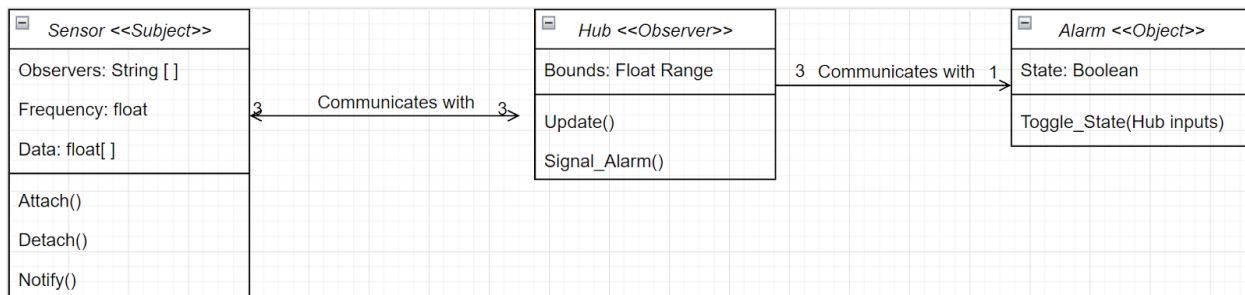 Sensor <<Subject>>
Observers: String [ ]
Frequency: float
Data: float[ ]
Attach()
Detach()
Notify()
3 Communicates with 3
Hub <<Observer>>
Bounds: Float Range
Update()
Signal_Alarm()
3 Communicates with 1
Alarm <<Object>>
State: Boolean
Toggle_State(Hub inputs)